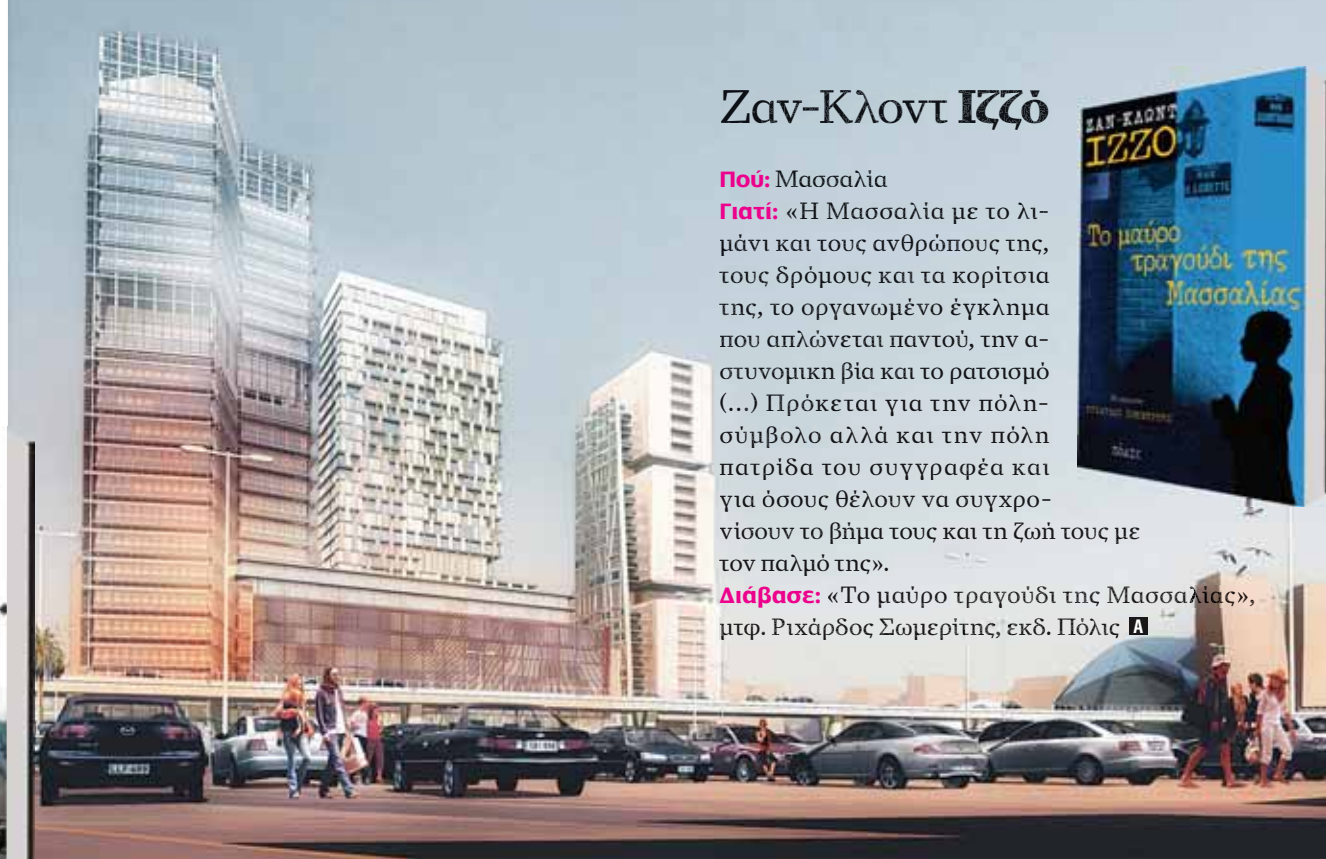 Ζαν-Κλοντ Ιζζό
Πού: Μασσαλία
Γιατί: «Η Μασσαλία με το λι-
μάνι και τους ανθρώπους της,
τους δρόμους και τα κορίτσια
της, το οργανωμένο έγκλημα
που απλώνεται παντού, την α-
στυνομικη βία και το ρατσισμό
(...) Πρόκειται για την πόλη-
σύμβολο αλλά και την πόλη
πατρίδα του συγγραφέα και
για όσους θέλουν να συγχρο-
νίσουν το βήμα τους και τη ζωή τους με
τον παλμό της».
Διάβασε: «Το μαύρο τραγούδι της Μασσαλίας»,
μτφ. Ριχάρδος Σωμερίτης, εκδ. Πόλις A
ΖΑΝ-ΚΛΩΝΤ
ΙΖΖΟ
Το μαύρο
τραγούδι της
Μασσαλίας
ΠΟΛΙΣ